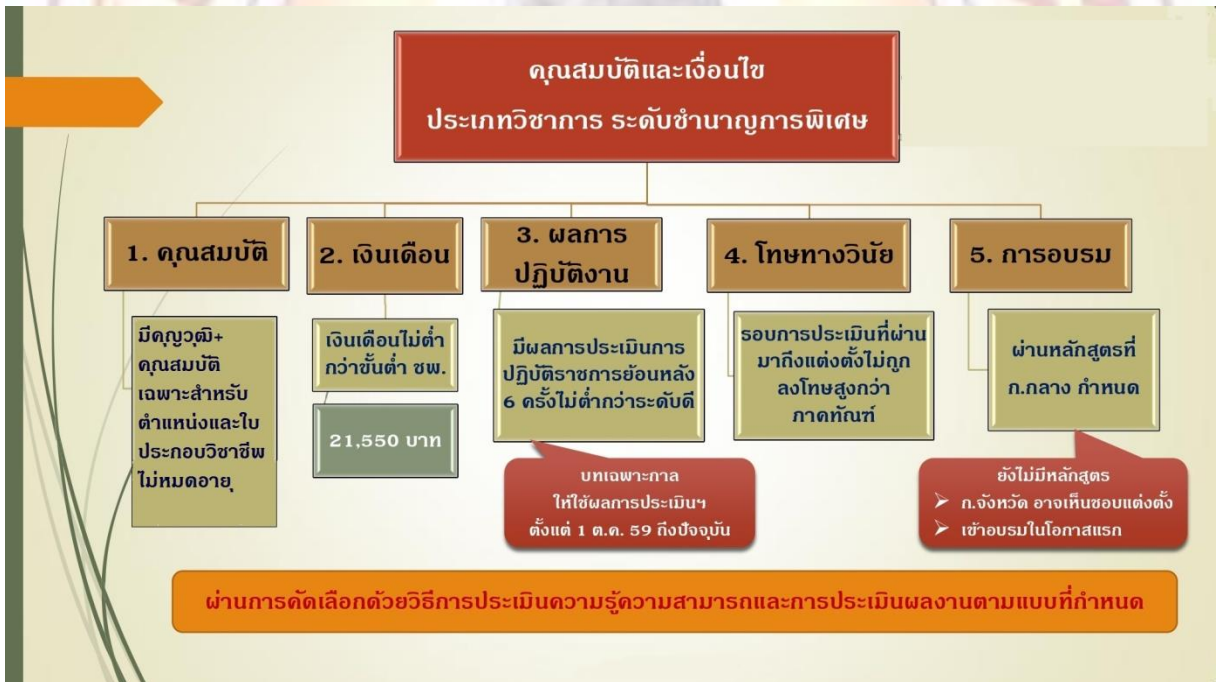 คุณสมบัติและเงื่อนไข
ประเภทวิชาการ ระดับชำนาญการพิเศษ
1. คุณสมบัติ
มีคุญวุฒิ+
คุณสมบัติ
เฉพาะสำหรับ
ตำแหน่งและใบ
ประกอบวิชาชีพ
ไม่หมดอายุ
2. เงินเดือน
เงินเดือนไม่ต่ำ
กว่าขั้นต่ำ ชพ.
21,550 บาท
3. ผลการ
ปฏิบัติงาน
มีผลการประเมินการ
ปฏิบัติราชการย้อนหลัง
6 ครั้งไม่ต่ำกว่าระดับดี
บทเฉพาะกาล
ให้ใช้ผลการประเมินฯ
ตั้งแต่ 1 ต.ค. 59 ถึงปัจจุบัน
4. โทษทางวินัย
รอบการประเมินที่ผ่าน
มาถึงแต่งตั้งไม่ถูก
ลงโทษสูงกว่า
ภาคทัณฑ์
5. การอบรม
ผ่านหลักสูตรที่
ก.กลาง กำหนด
ยังไม่มีหลักสูตร
➢ ก.จังหวัด อาจเห็นชอบแต่งตั้ง
➢ เข้าอบรมในโอกาสแรก
ผ่านการคัดเลือกด้วยวิธีการประเมินความรู้ความสามารถและการประเมินผลงานตามแบบที่กำหนด